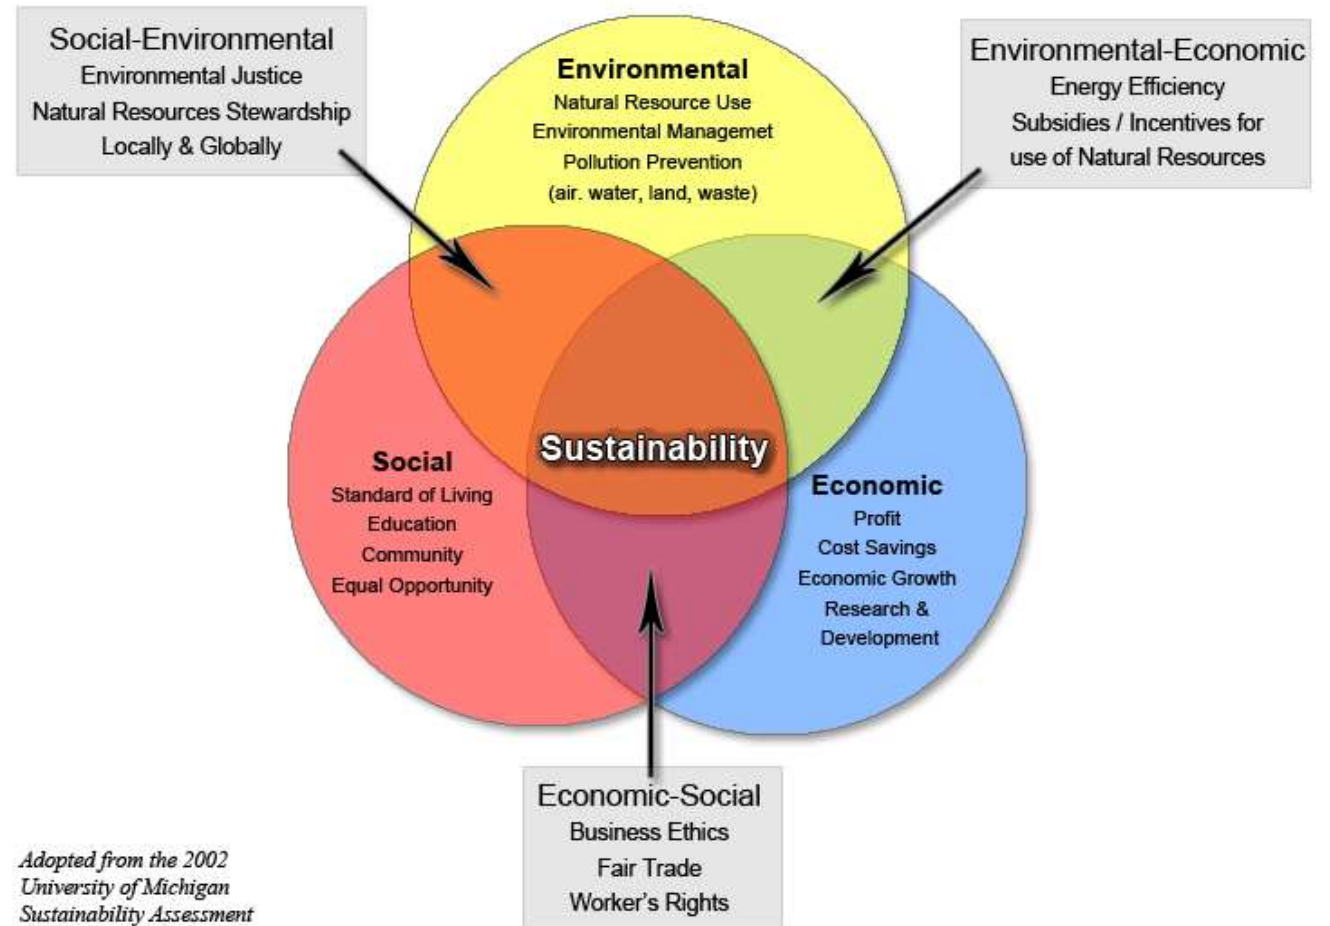 Social-Environmental
Environmental Justice
Natural Resources Stewardship
Locally & Globally
Environmental
Natural Resource Use
Environmental Managemet
Pollution Prevention
(air. water, land, waste)
Environmental-Economic
Energy Efficiency
Subsidies / Incentives for
use of Natural Resources
Sustainability
Social
Standard of Living
Education
Community
Equal Opportunity
Economic
Profit
Cost Savings
Economic Growth
Research &
Development
Economic-Social
Business Ethics
Fair Trade
Worker's Rights
Adopted from the 2002
University of Michigan
Sustainability Assessment